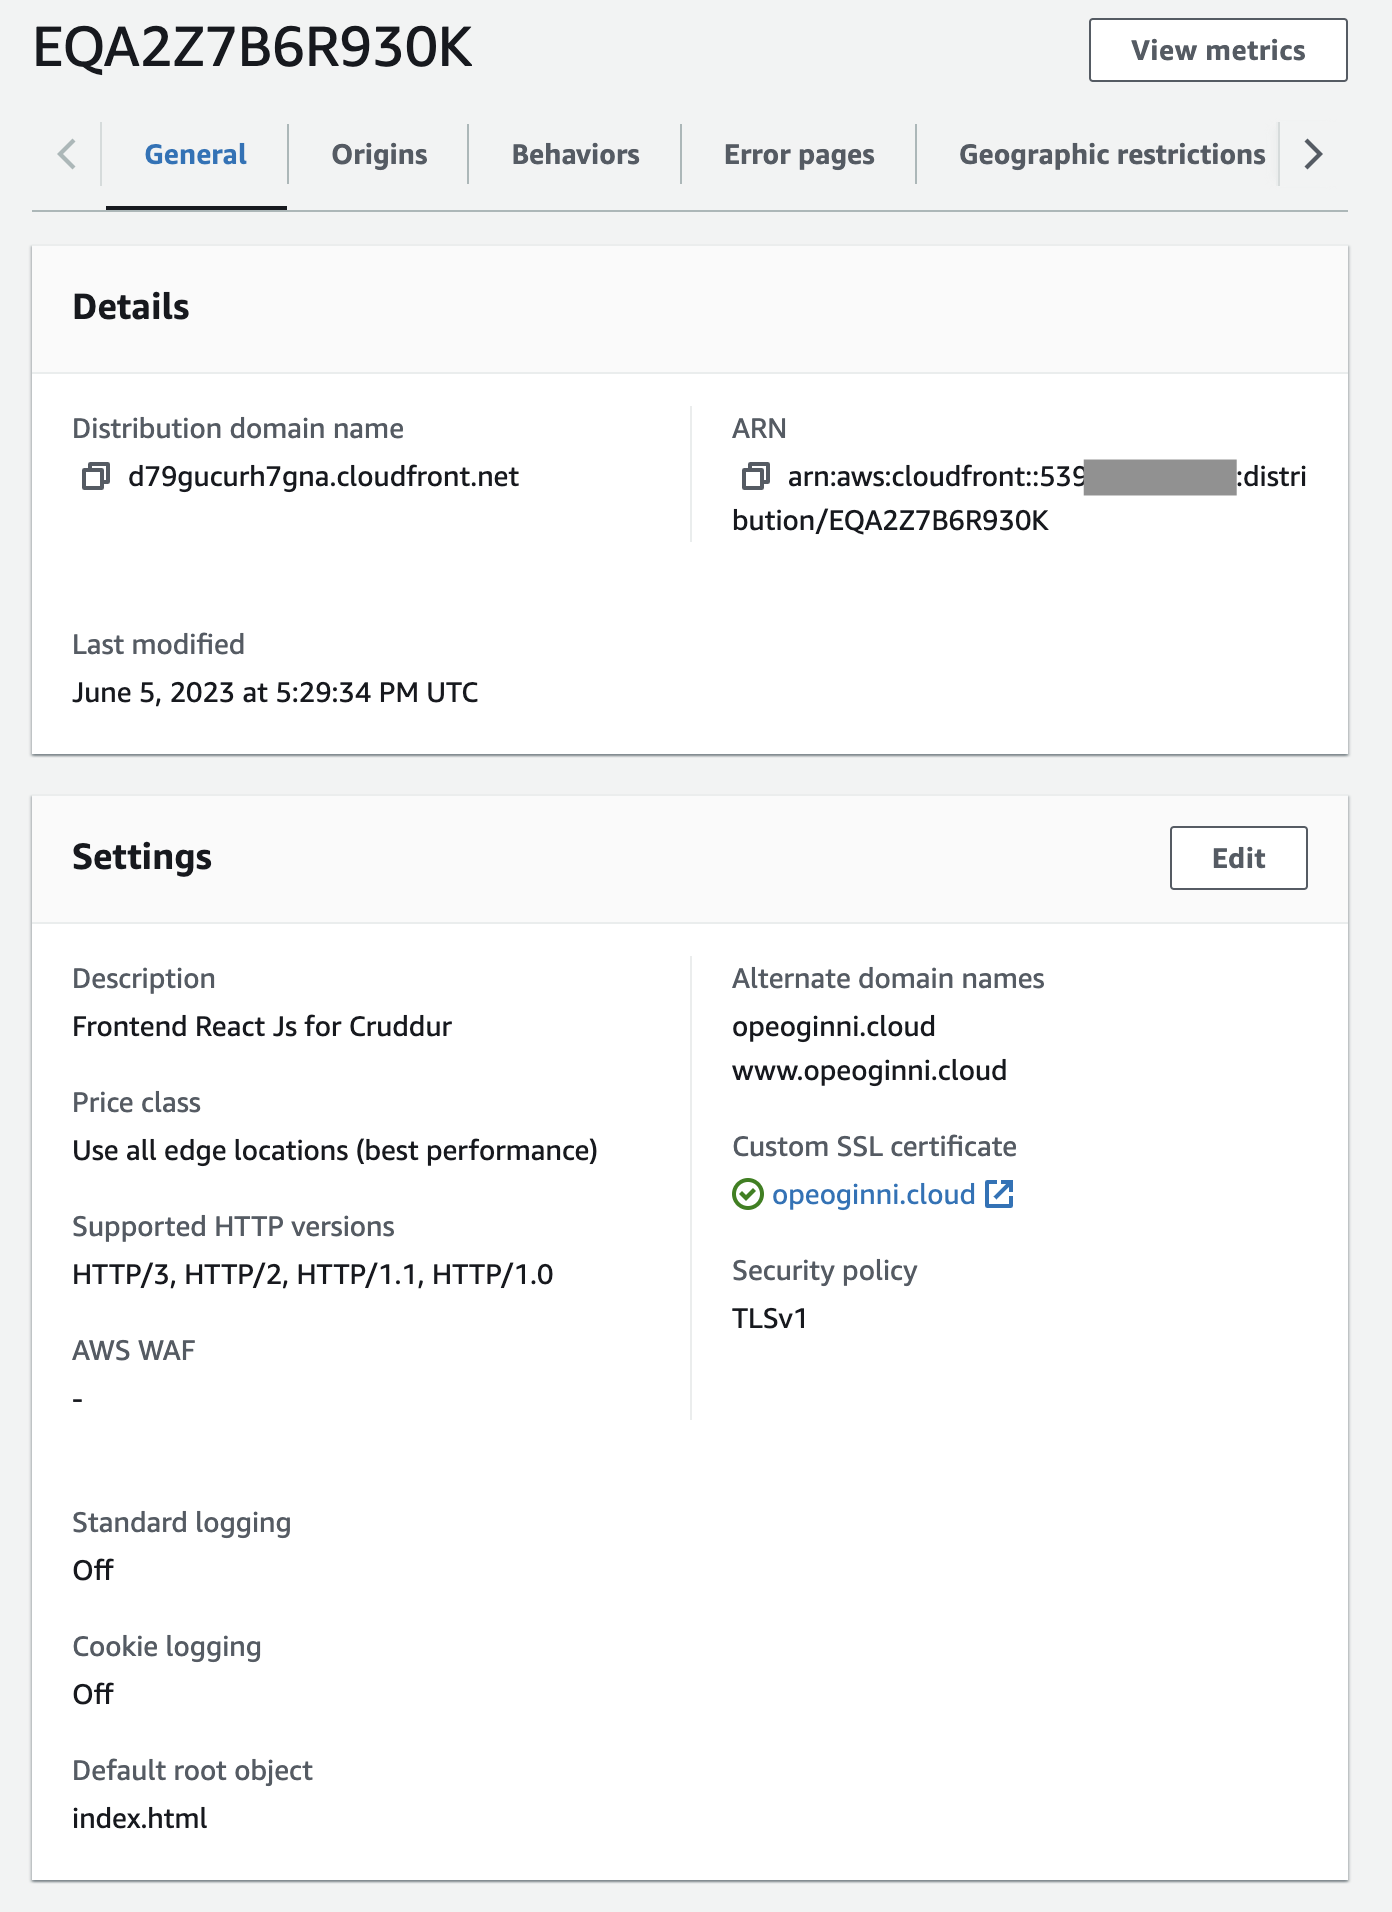 EQA2Z7B6R930K
View metrics
General
Origins
Behaviors
Error pages
Geographic restrictions
Details
Distribution domain name
d79gucurh7gna.cloudfront.net
ARN
arn:aws:cloudfront::539 :distri
bution/EQA2Z7B6R930K
Last modified
June 5, 2023 at 5:29:34 PM UTC
Settings
Edit
Description
Frontend React Js for Cruddur
Price class
Use all edge locations (best performance)
Supported HTTP versions
HTTP/3, HTTP/2, HTTP/1.1, HTTP/1.0
AWS WAF
-
Alternate domain names
opeoginni.cloud
www.opeoginni.cloud
Custom SSL certificate
opeoginni.cloud
Security policy
TLSv1
Standard logging
Off
Cookie logging
Off
Default root object
index.html